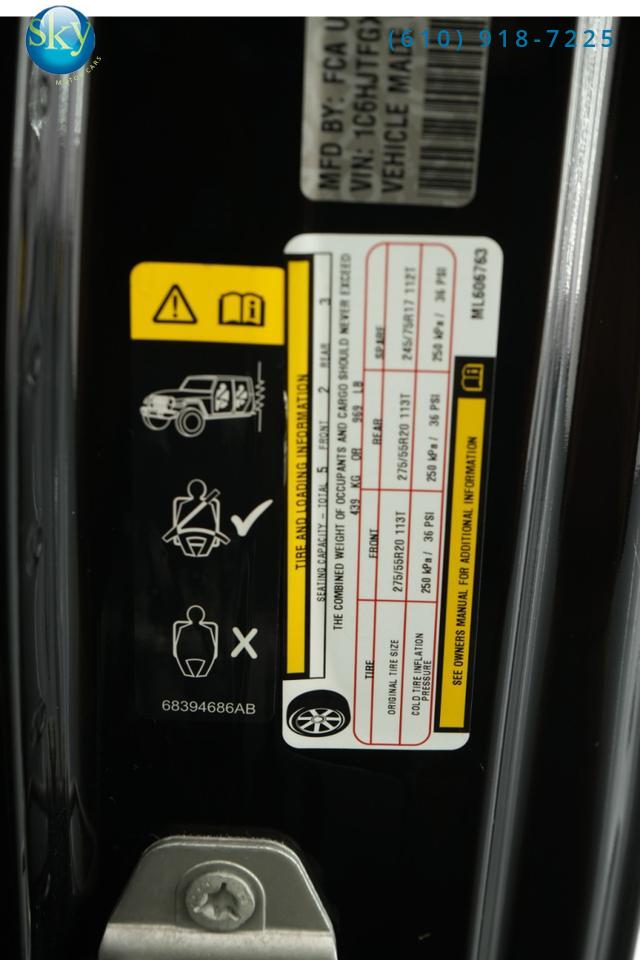 Sky
MOTOR CARS
(610) 918-7225
MFD BY: FCA U
VIN: 1C6HJTFG
VEHICLE MA
TIRE AND LOADING INFORMATION
SEATING CAPACITY - TOTAL 5 FRONT 2 REAR 3
THE COMBINED WEIGHT OF OCCUPANTS AND CARGO SHOULD NEVER EXCEED
439 KG OR 969 LB
TIRE FRONT REAR SPARE
ORIGINAL TIRE SIZE 275/55R20 113T 275/55R20 113T 245/75R17 112T
COLD TIRE INFLATION PRESSURE 250 kPa / 36 PSI 250 kPa / 36 PSI 250 kPa / 36 PSI
SEE OWNERS MANUAL FOR ADDITIONAL INFORMATION
ML606763
68394686AB